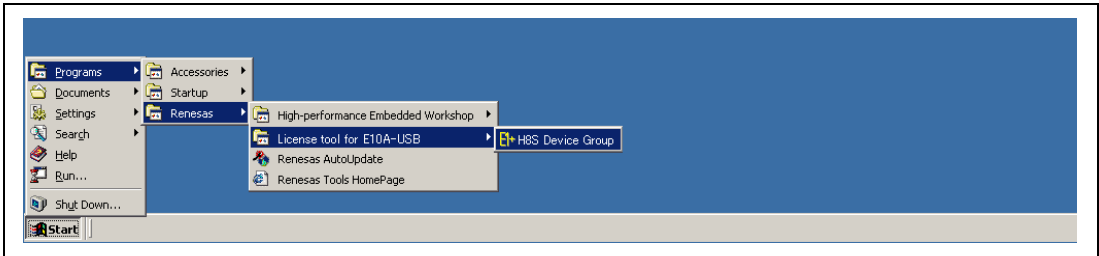 Programs
Documents
Settings
Search
Help
Run...
Shut Down...
Start
Accessories
Startup
Renesas
High-performance Embedded Workshop
License tool for E10A-USB
Renesas AutoUpdate
Renesas Tools HomePage
H8S Device Group